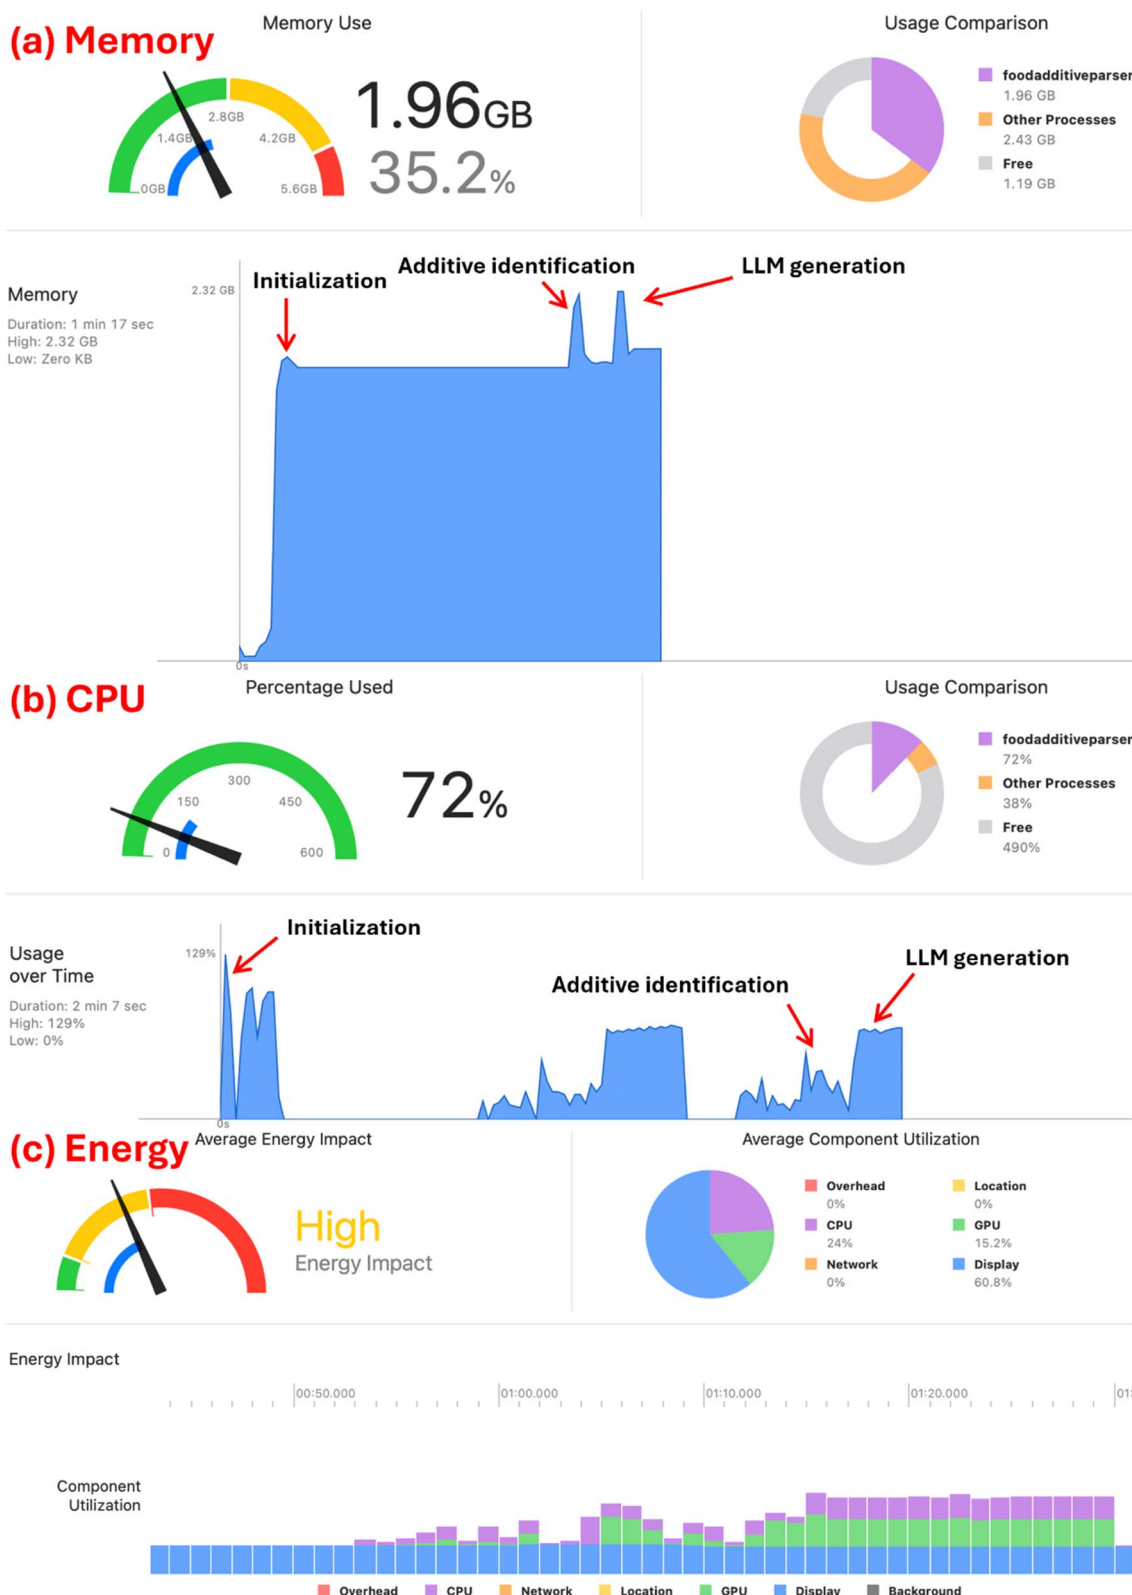 (a) Memory
Memory Use
Usage Comparison
0GB
1.4GB
2.8GB
4.2GB
5.6GB
1.96GB
35.2%
foodadditiveparser
1.96 GB
Other Processes
2.43 GB
Free
1.19 GB
Memory
Duration: 1 min 17 sec
High: 2.32 GB
Low: Zero KB
2.32 GB
Initialization
Additive identification
LLM generation
0s
(b) CPU
Percentage Used
Usage Comparison
0
150
300
450
600
72%
foodadditiveparser
72%
Other Processes
38%
Free
490%
Usage
over Time
Duration: 2 min 7 sec
High: 129%
Low: 0%
129%
Initialization
Additive identification
LLM generation
0s
(c) Energy
Average Energy Impact
Average Component Utilization
High
Energy Impact
Overhead
0%
Location
0%
CPU
24%
GPU
15.2%
Network
0%
Display
60.8%
Energy Impact
00:50.000
01:00.000
01:10.000
01:20.000
01:
Component
Utilization
Overhead CPU Network Location GPU Display Background